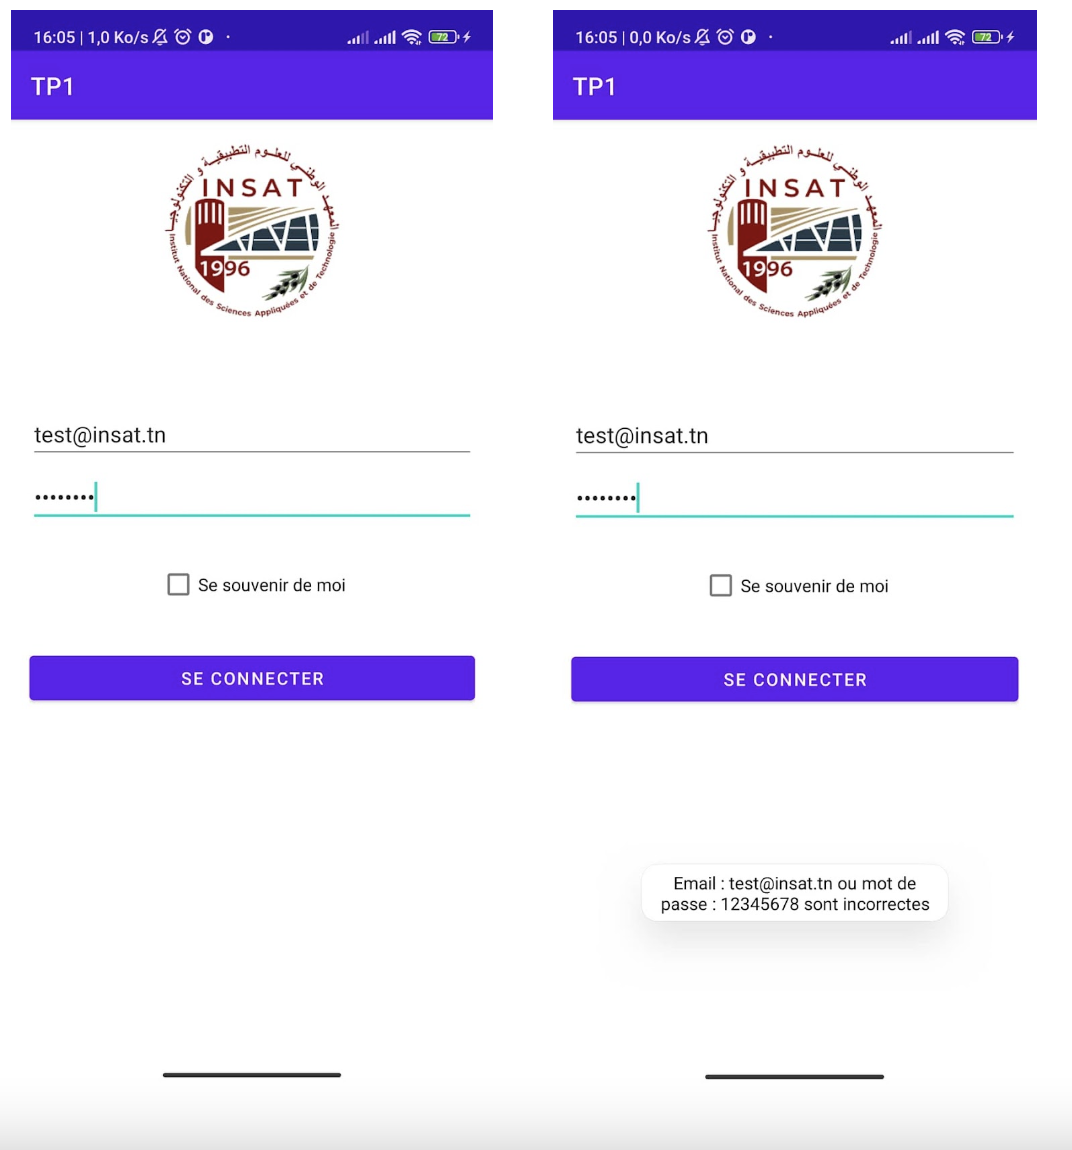 16:05 | 1,0 Ko/s
72
TP1
المعهد الوطني للعلوم التطبيقية و التكنولوجيا
INSAT
1996
Institut National des Sciences Appliquées et de Technologie
test@insat.tn
••••••••
Se souvenir de moi
SE CONNECTER
16:05 | 0,0 Ko/s
72
TP1
المعهد الوطني للعلوم التطبيقية و التكنولوجيا
INSAT
1996
Institut National des Sciences Appliquées et de Technologie
test@insat.tn
••••••••
Se souvenir de moi
SE CONNECTER
Email : test@insat.tn ou mot de
passe : 12345678 sont incorrectes